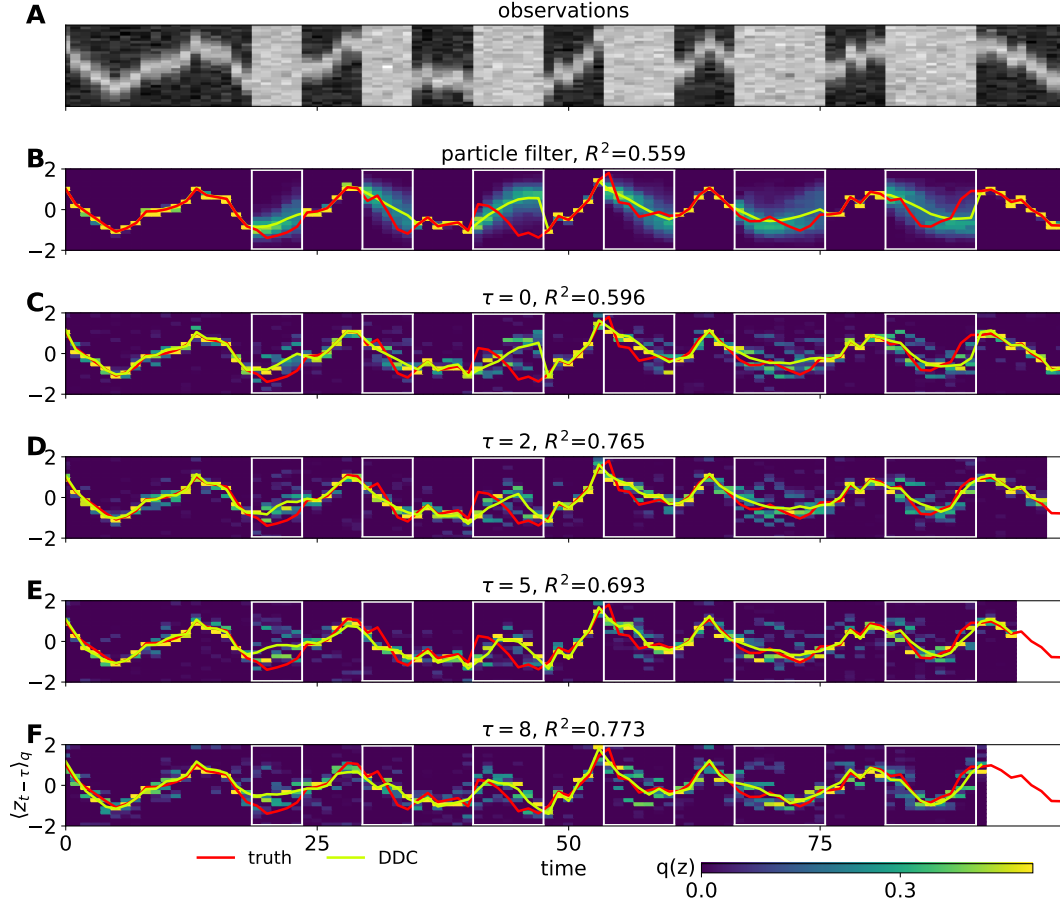 A
observations
B
particle filter, R²=0.559
2
0
−2
C
τ = 0, R²=0.596
2
0
−2
D
τ = 2, R²=0.765
2
0
−2
E
τ = 5, R²=0.693
2
0
−2
F
τ = 8, R²=0.773
2
0
−2
⟨z_{t−τ}⟩_q
0 25 50 75
truth DDC time
q(z)
0.0 0.3